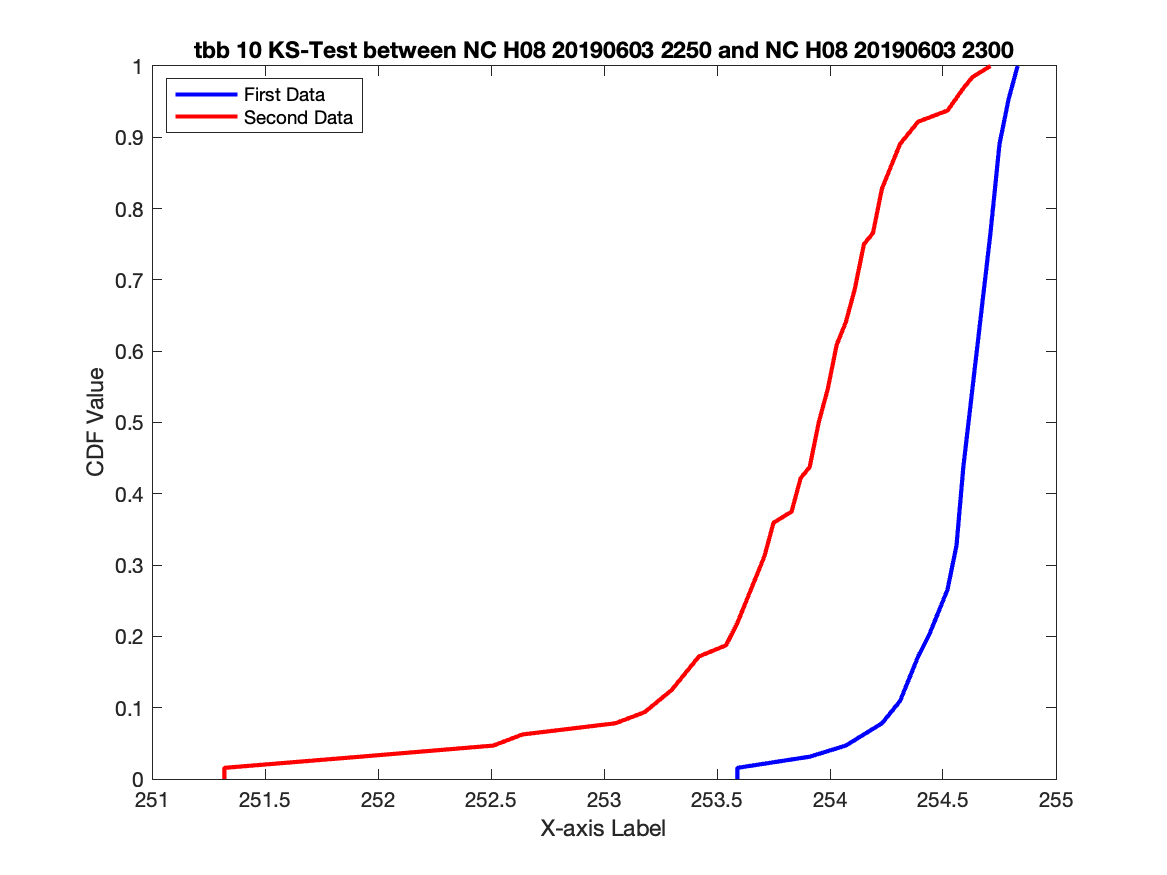 tbb 10 KS-Test between NC H08 20190603 2250 and NC H08 20190603 2300
First Data
Second Data
1
0.9
0.8
0.7
0.6
0.5
0.4
0.3
0.2
0.1
0
CDF Value
251 251.5 252 252.5 253 253.5 254 254.5 255
X-axis Label